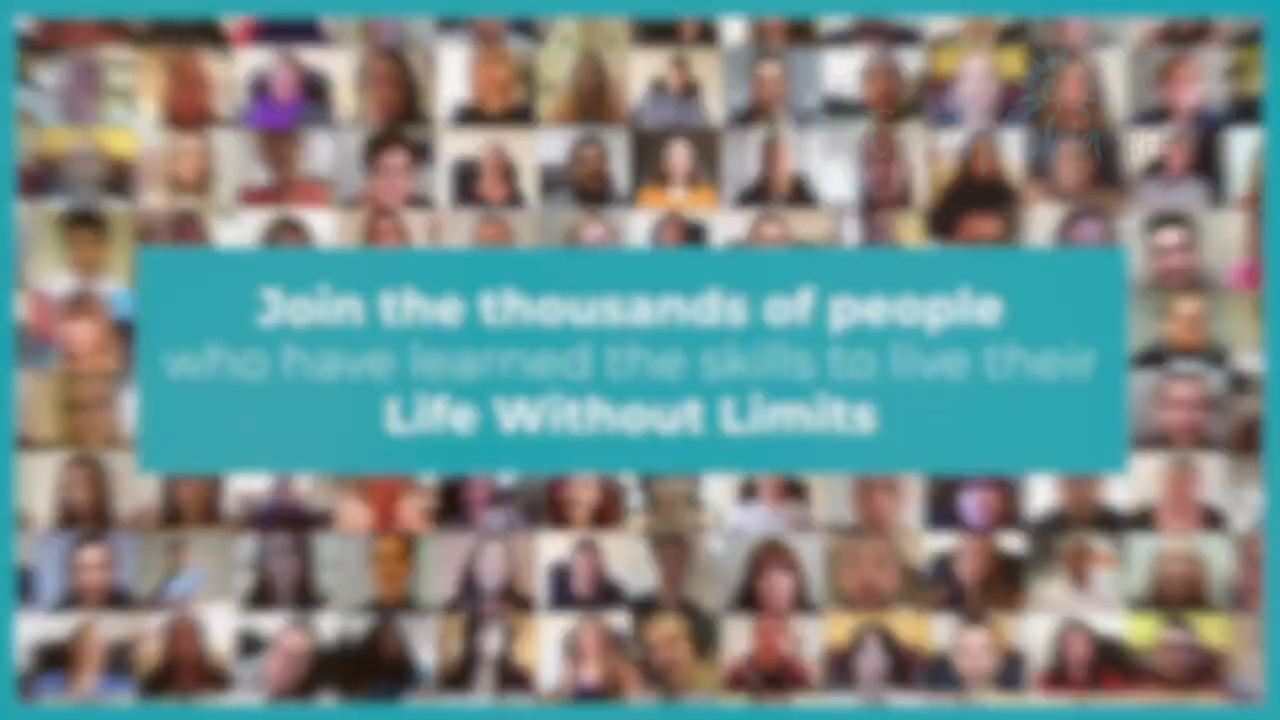 Join the thousands of people
who have learned the skills to live their
Life Without Limits